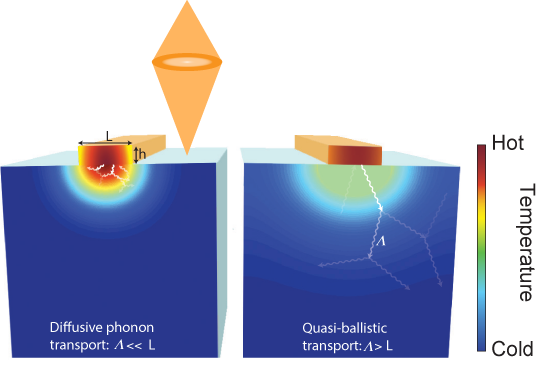 L
h
Λ
Hot
Temperature
Cold
Diffusive phonon
transport: Λ << L
Quasi-ballistic
transport: Λ> L